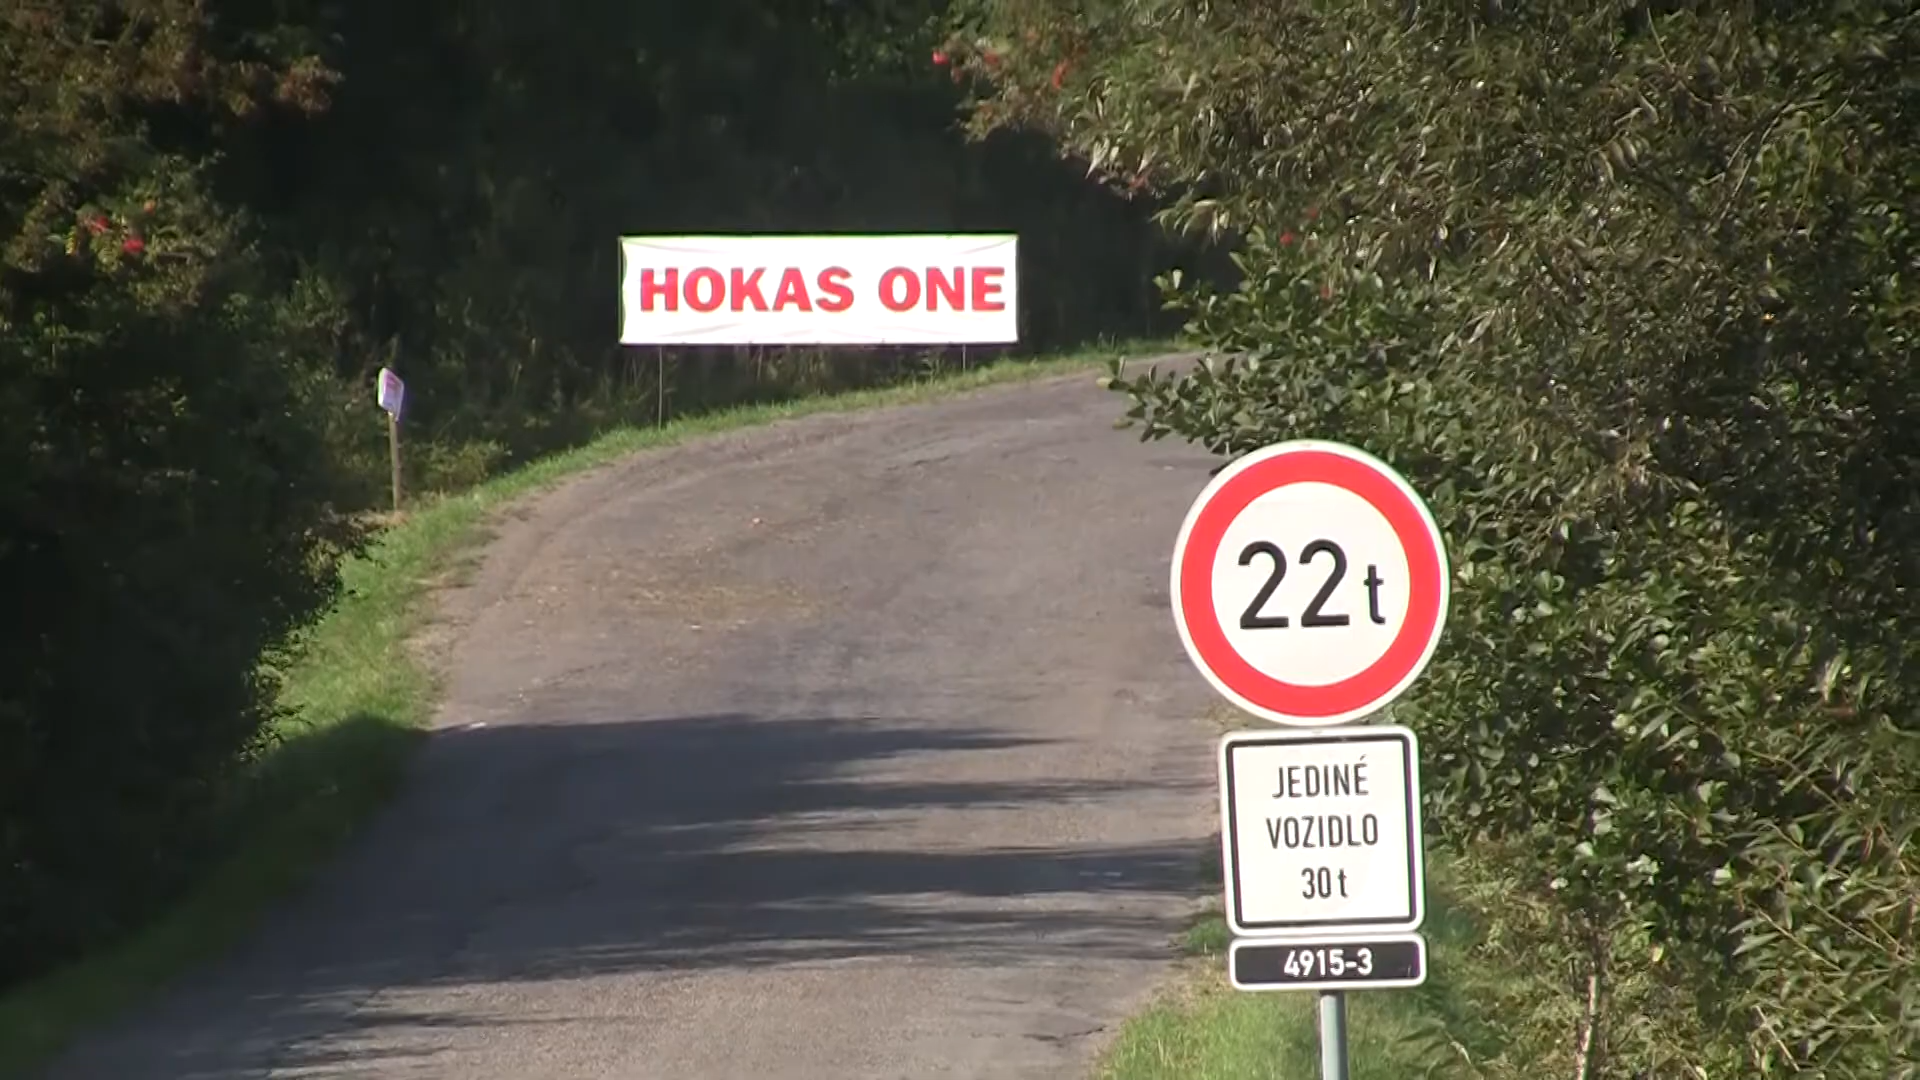 HOKAS ONE
22t
JEDINÉ
VOZIDLO
30t
4915-3